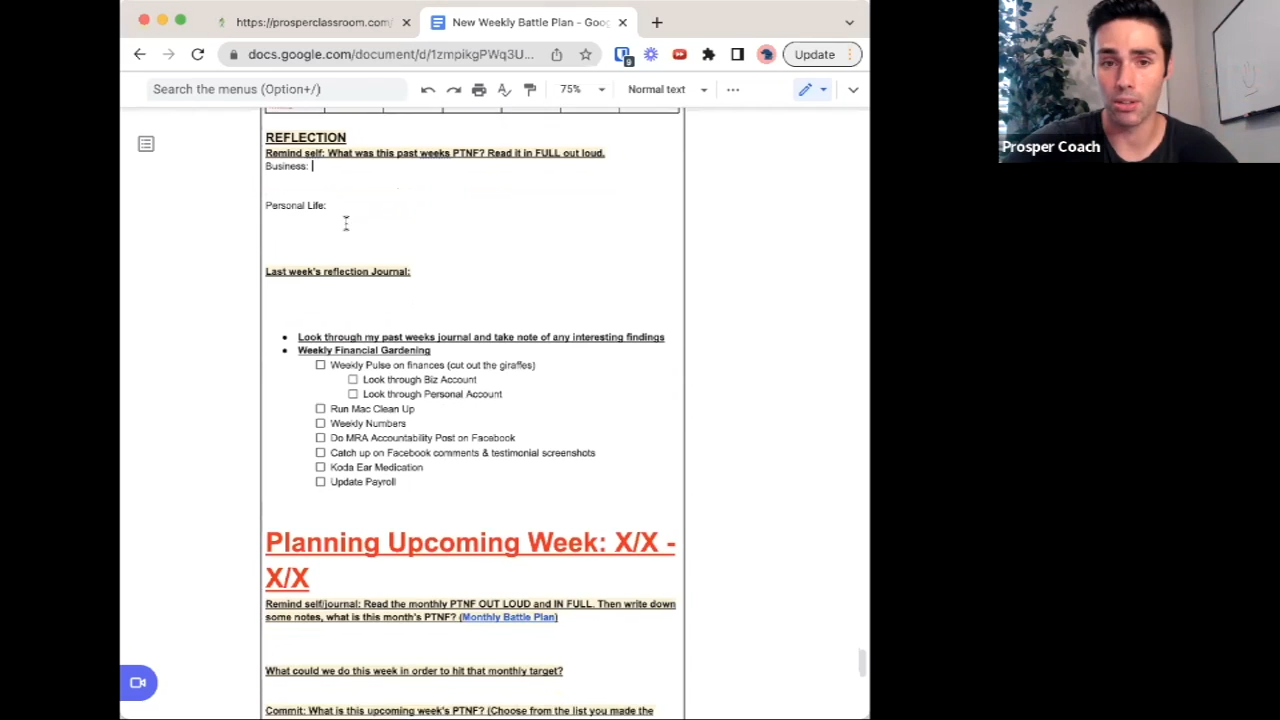 https://prosperclassroom.com/
New Weekly Battle Plan - Goo
docs.google.com/document/d/1zmpikgPWq3U...
9
Update
Search the menus (Option+/)
75%
Normal text
Prosper Coach
REFLECTION
Remind self: What was this past weeks PTNF? Read it in FULL out loud.
Business:
Personal Life:
Last week's reflection Journal:
Look through my past weeks journal and take note of any interesting findings
Weekly Financial Gardening
Weekly Pulse on finances (cut out the giraffes)
Look through Biz Account
Look through Personal Account
Run Mac Clean Up
Weekly Numbers
Do MRA Accountability Post on Facebook
Catch up on Facebook comments & testimonial screenshots
Koda Ear Medication
Update Payroll
Planning Upcoming Week: X/X -
X/X
Remind self/journal: Read the monthly PTNF OUT LOUD and IN FULL. Then write down
some notes, what is this month's PTNF? (Monthly Battle Plan)
What could we do this week in order to hit that monthly target?
Commit: What is this upcoming week's PTNF? (Choose from the list you made the